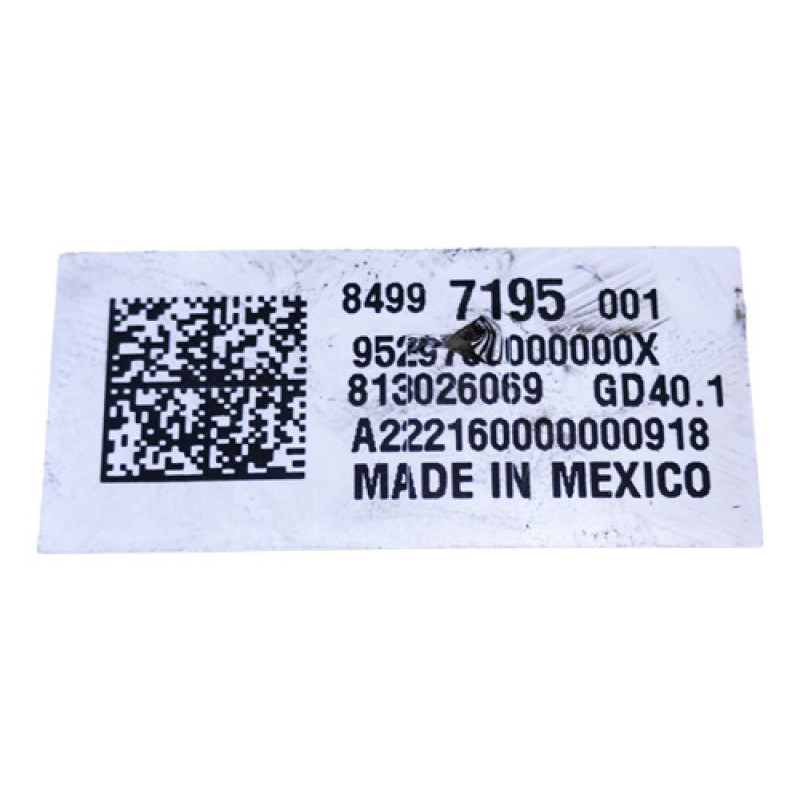 8499 7195 001
813026069 GD40.1
A222160000000918
MADE IN MEXICO